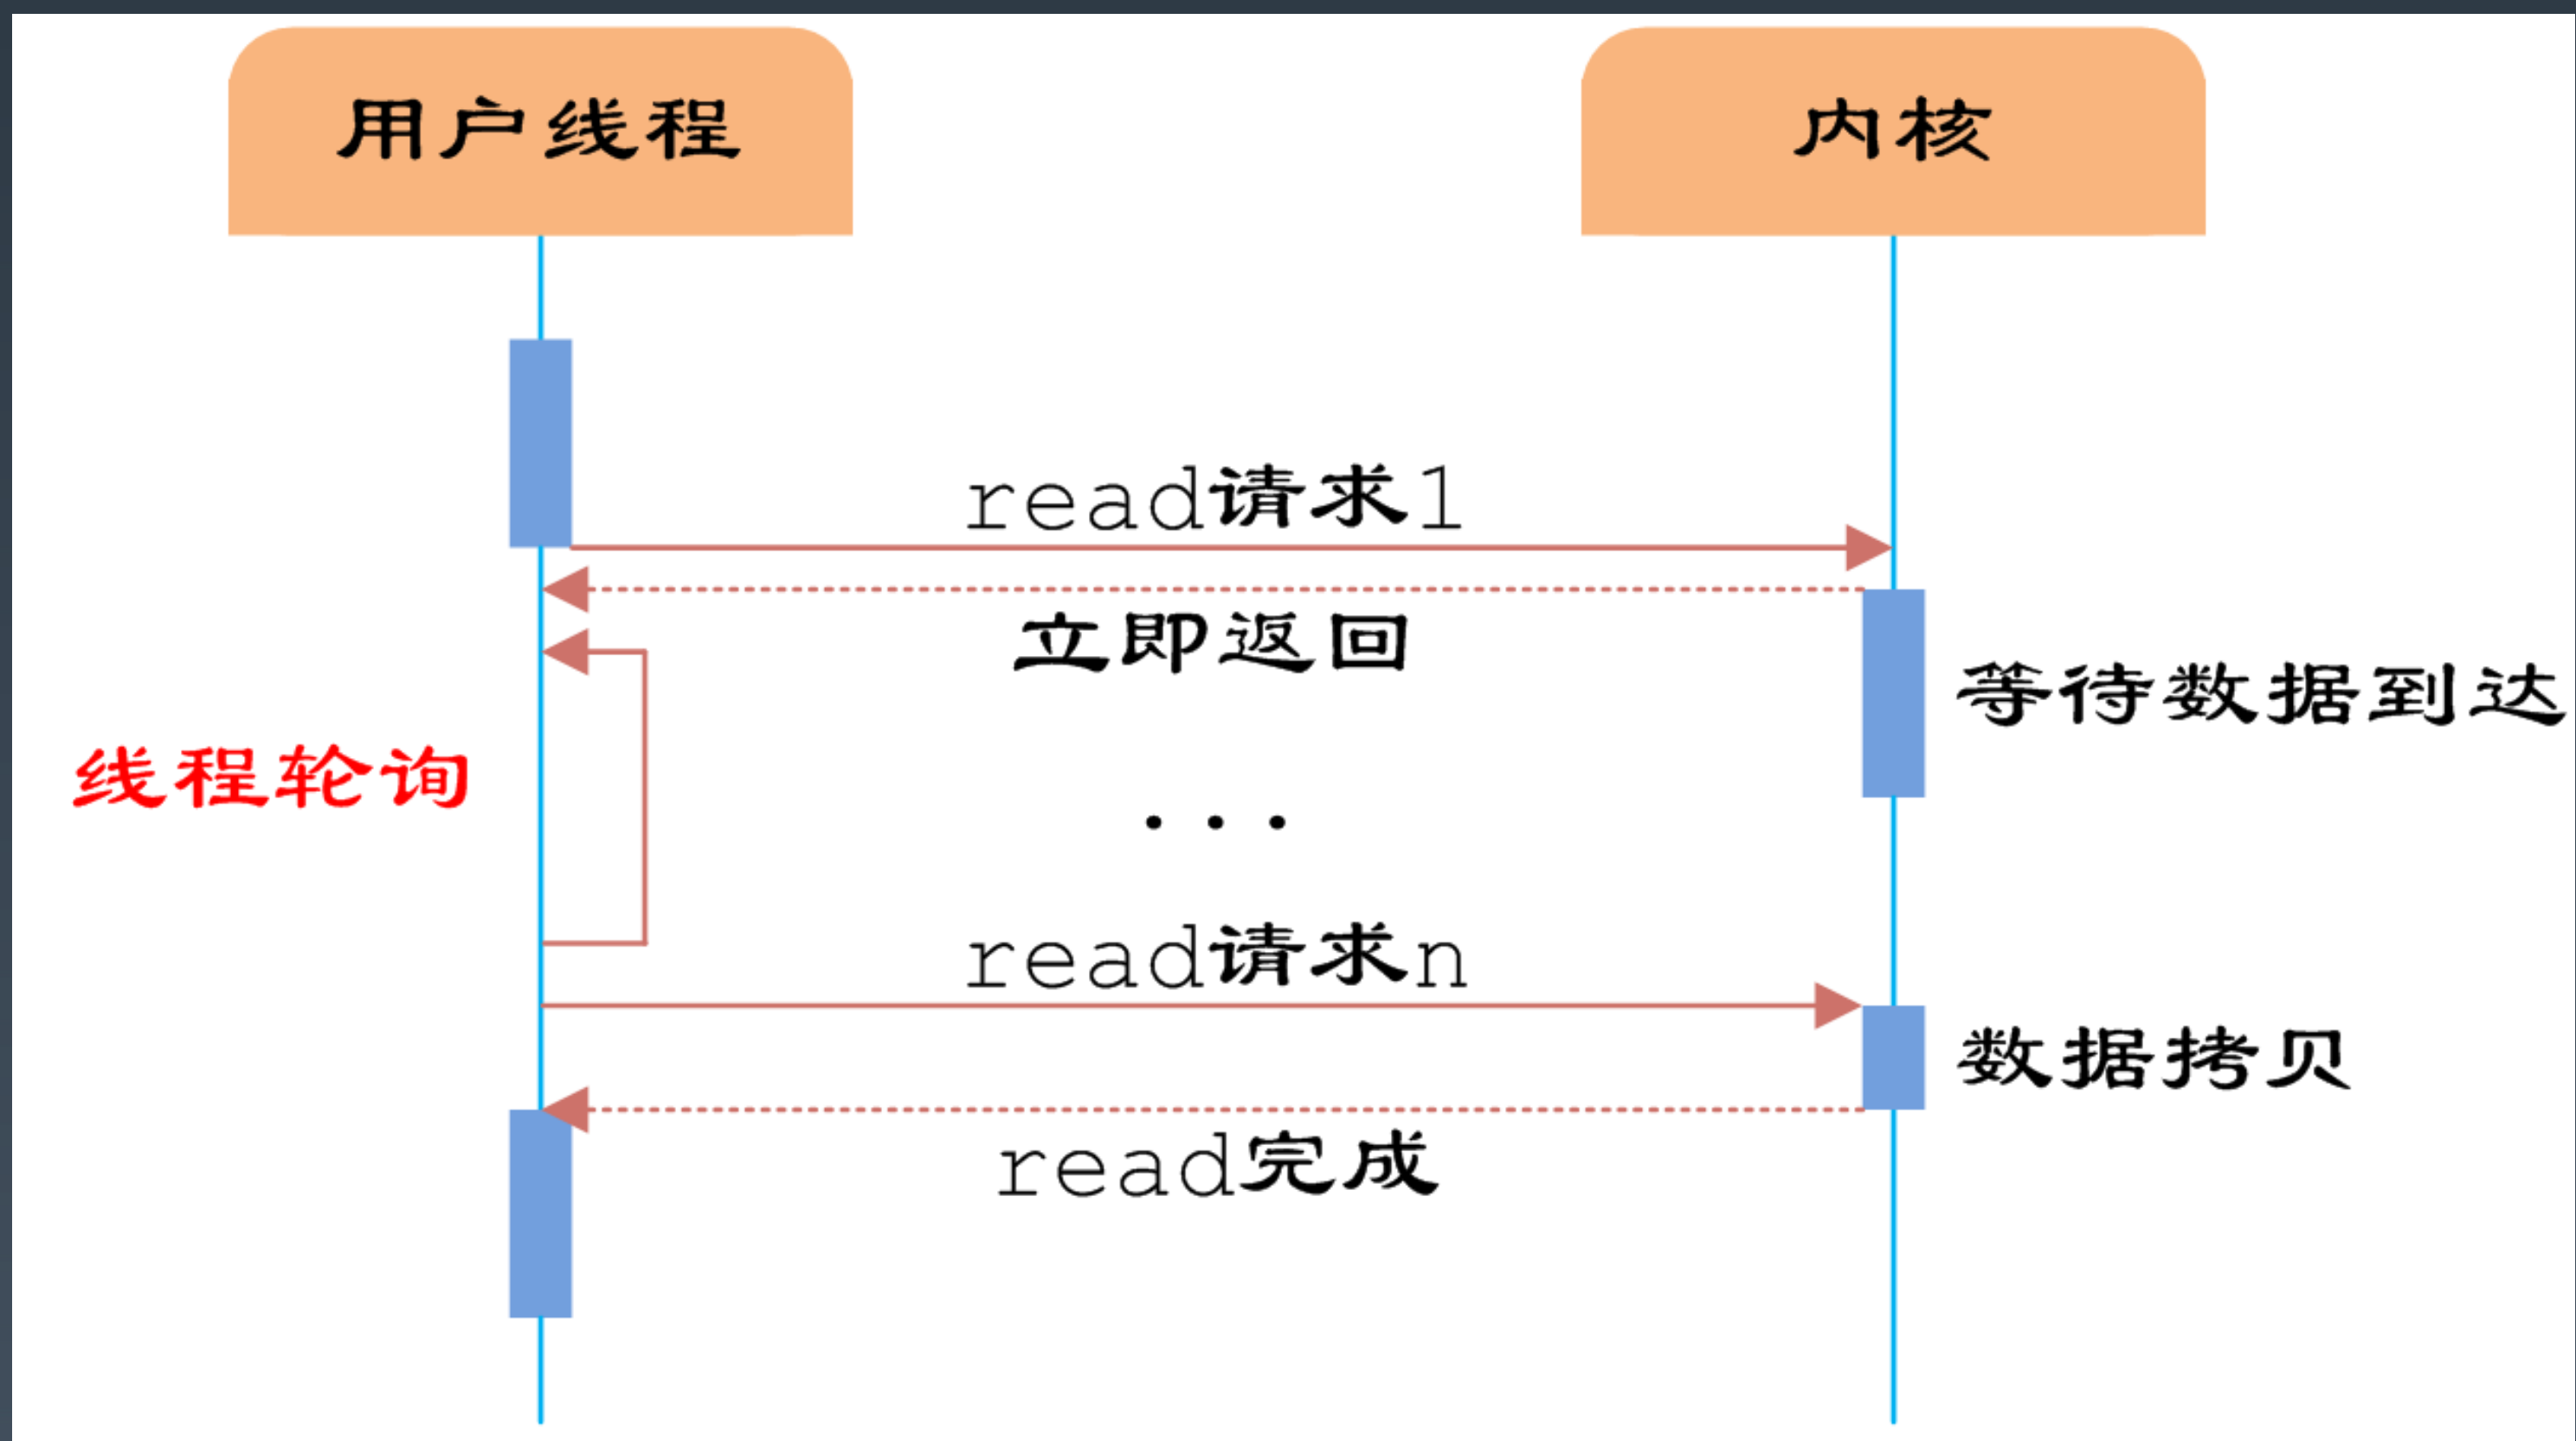 用户线程
内核
read请求1
立即返回
等待数据到达
线程轮询
...
read请求n
数据拷贝
read完成